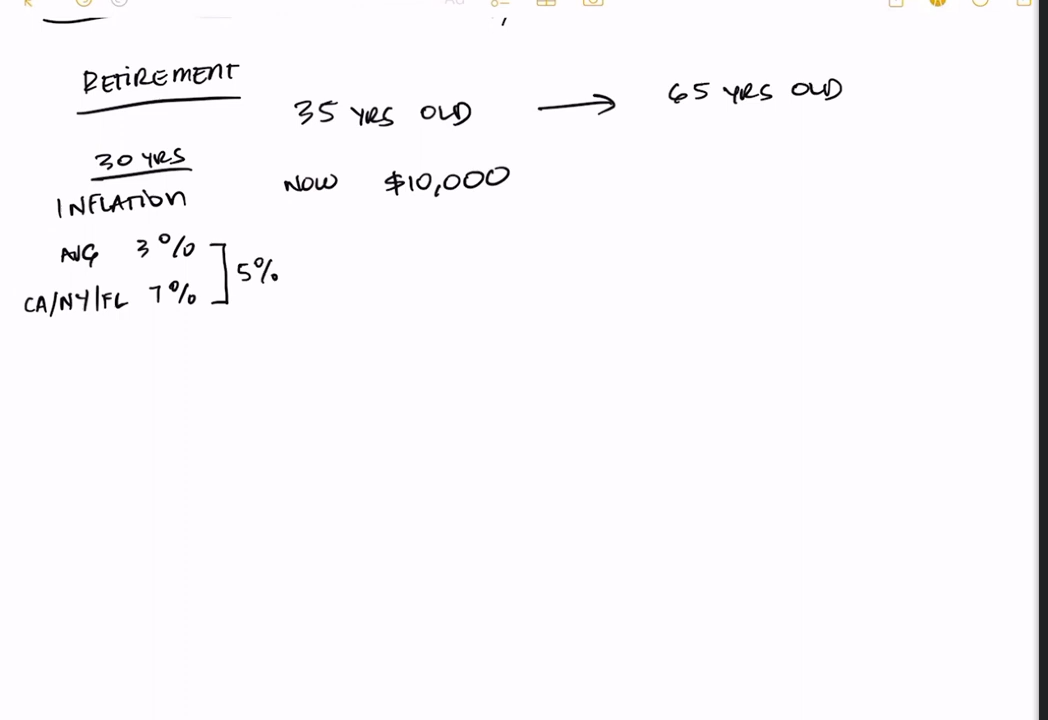 RETIREMENT
35 YRS OLD → 65 YRS OLD
30 YRS
INFLATION
NOW $10,000
AVG 3%
5%
CA/NY/FL 7%